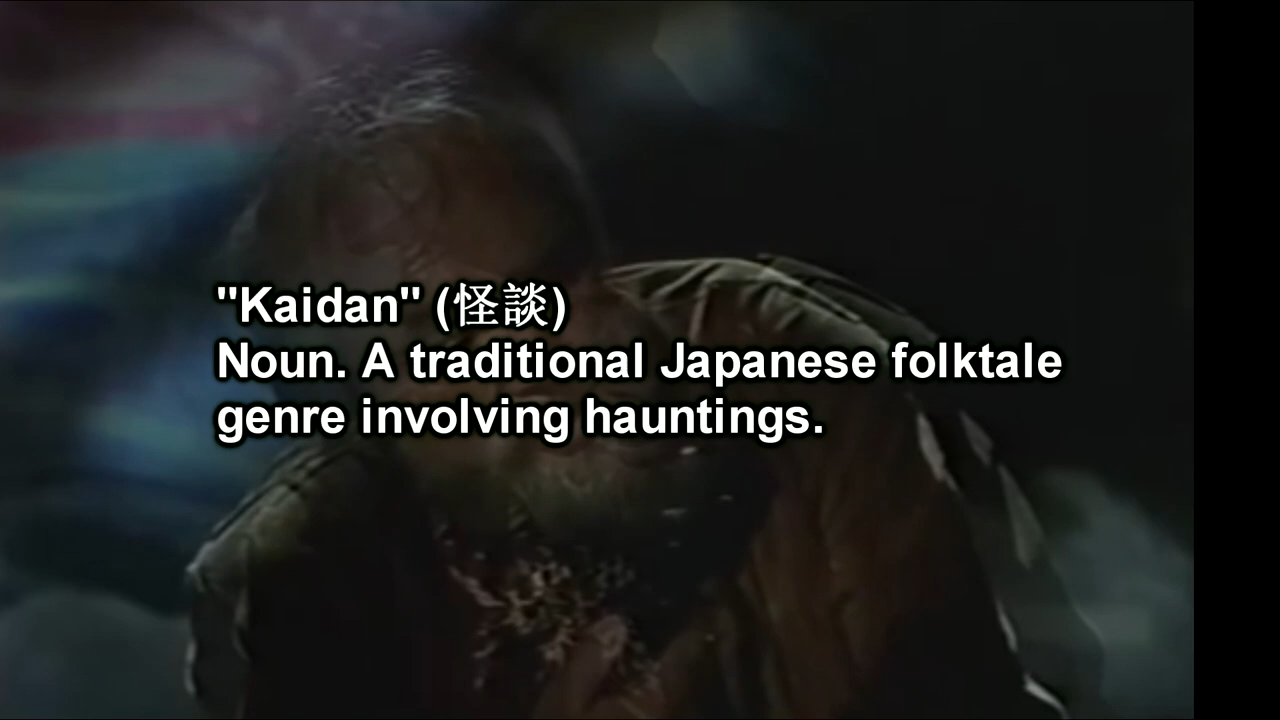 "Kaidan" (怪談)
Noun. A traditional Japanese folktale
genre involving hauntings.